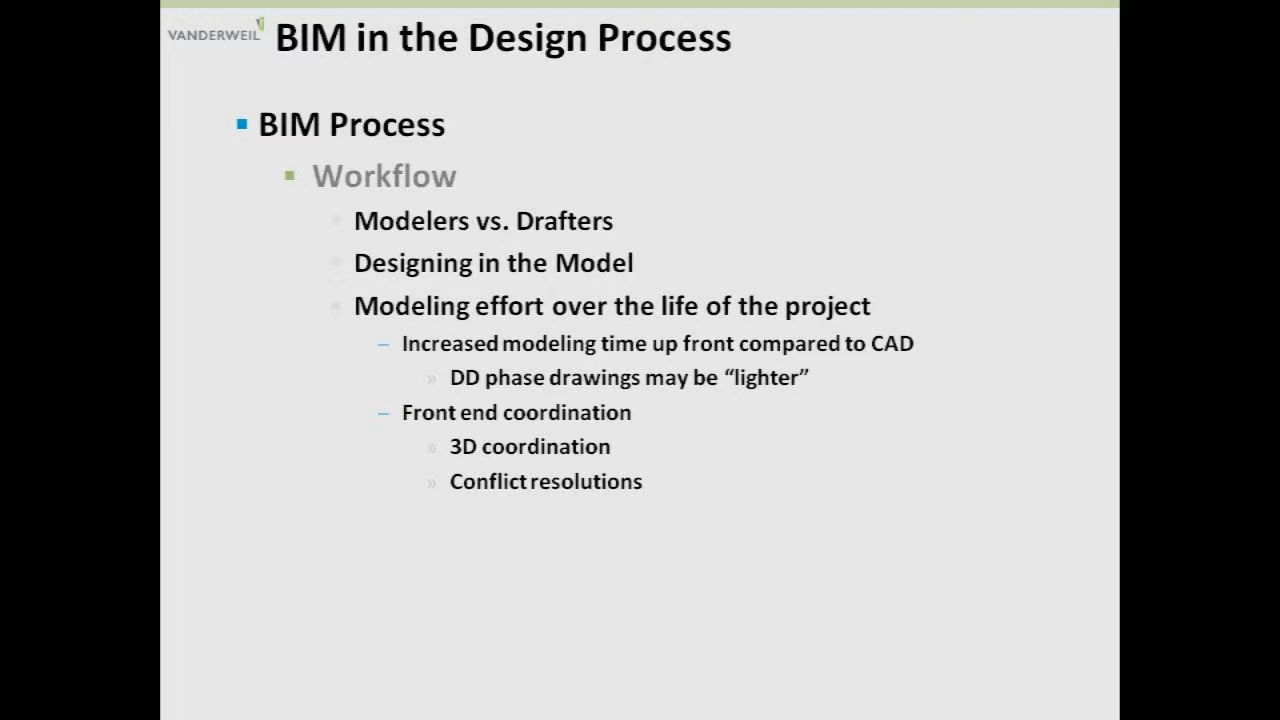 VANDERWEIL
BIM in the Design Process
BIM Process
Workflow
Modelers vs. Drafters
Designing in the Model
Modeling effort over the life of the project
– Increased modeling time up front compared to CAD
» DD phase drawings may be “lighter”
– Front end coordination
» 3D coordination
» Conflict resolutions